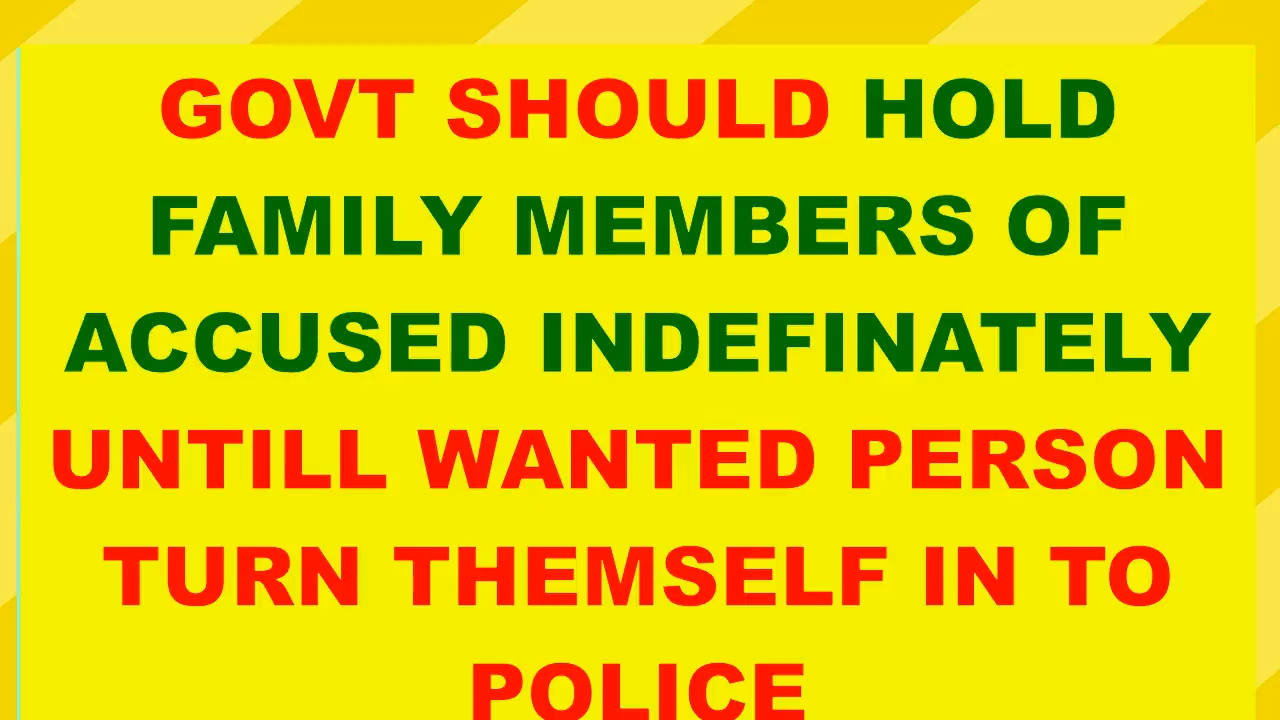 GOVT SHOULD HOLD
FAMILY MEMBERS OF
ACCUSED INDEFINATELY
UNTILL WANTED PERSON
TURN THEMSELF IN TO
POLICE